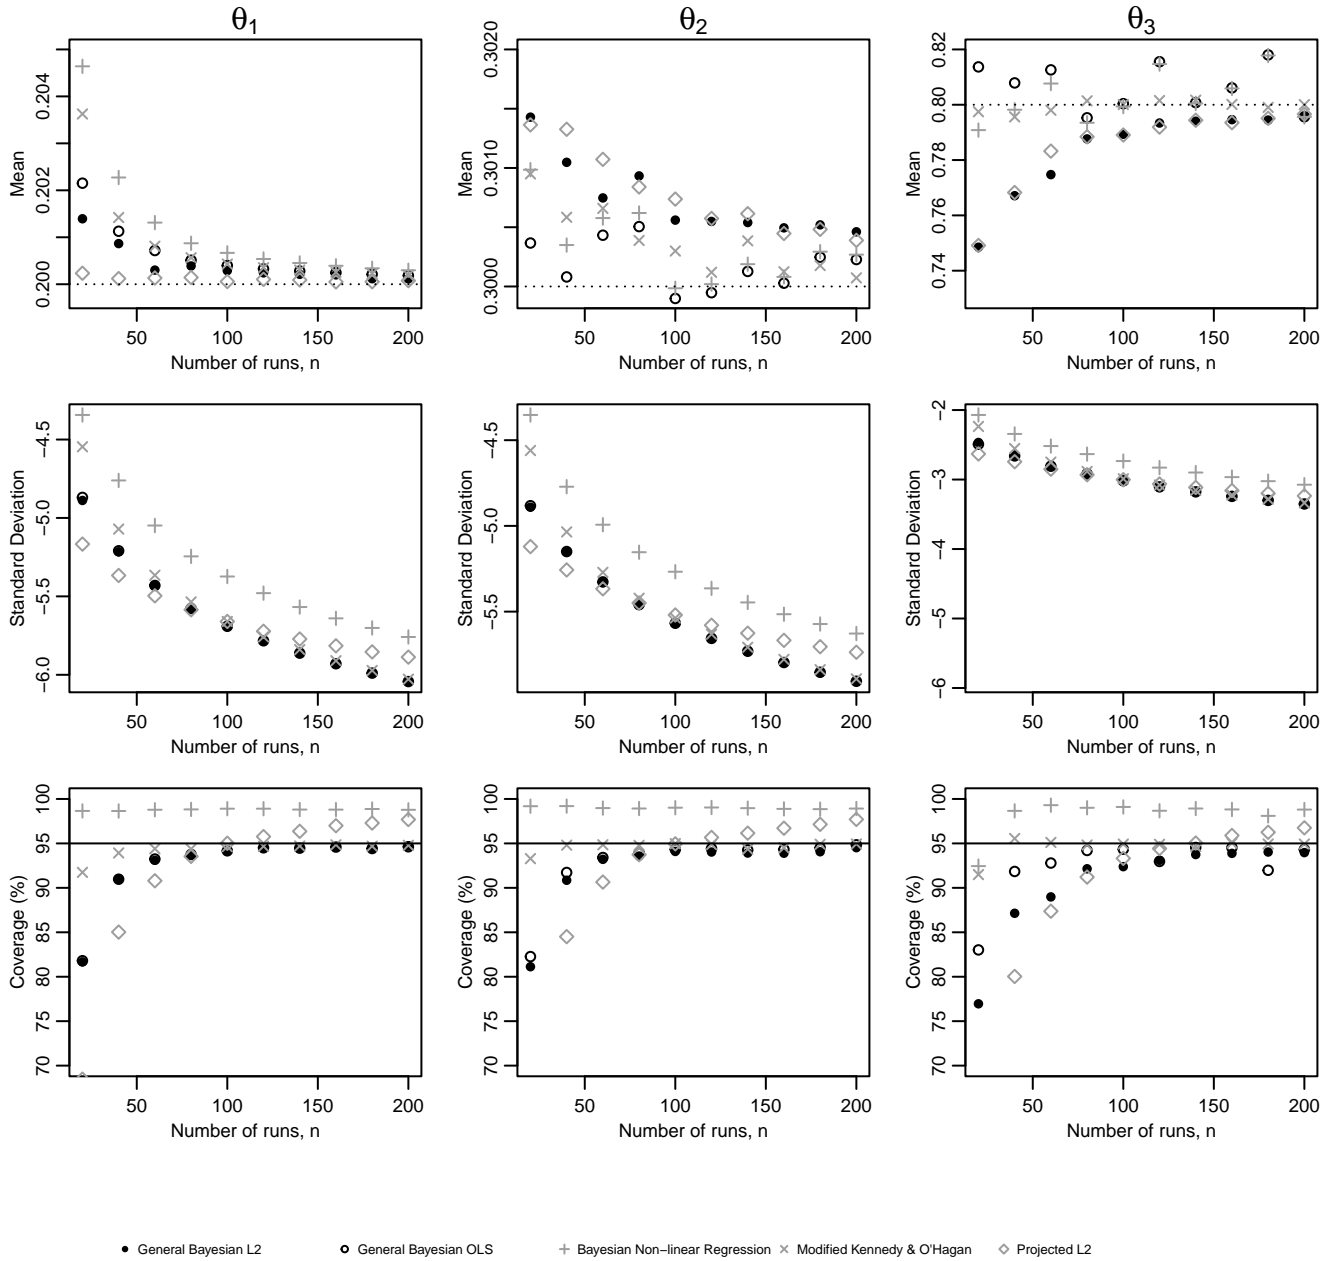 θ1 θ2 θ3
Mean
0.200 0.202 0.204
50 100 150 200
Number of runs, n
Mean
0.3000 0.3010 0.3020
50 100 150 200
Number of runs, n
Mean
0.74 0.76 0.78 0.80 0.82
50 100 150 200
Number of runs, n
Standard Deviation
−6.0 −5.5 −5.0 −4.5
50 100 150 200
Number of runs, n
Standard Deviation
−5.5 −5.0 −4.5
50 100 150 200
Number of runs, n
Standard Deviation
−6 −5 −4 −3 −2
50 100 150 200
Number of runs, n
Coverage (%)
70 75 80 85 90 95 100
50 100 150 200
Number of runs, n
Coverage (%)
70 75 80 85 90 95 100
50 100 150 200
Number of runs, n
Coverage (%)
70 75 80 85 90 95 100
50 100 150 200
Number of runs, n
General Bayesian L2 General Bayesian OLS Bayesian Non−linear Regression Modified Kennedy & O'Hagan Projected L2